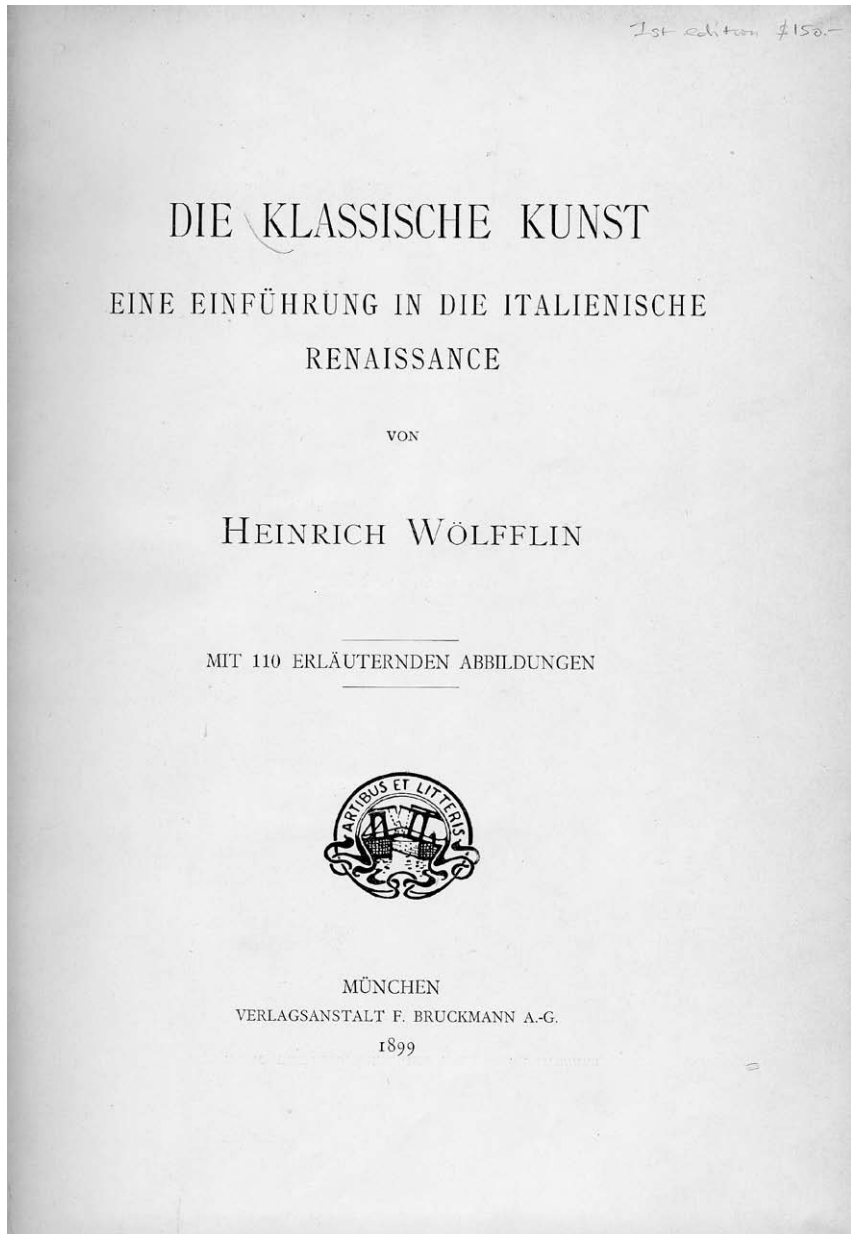 1st edition $150.-
DIE KLASSISCHE KUNST
EINE EINFÜHRUNG IN DIE ITALIENISCHE
RENAISSANCE
VON
HEINRICH WÖLFFLIN
MIT 110 ERLÄUTERNDEN ABBILDUNGEN
ARTIBUS ET LITTERIS
MÜNCHEN
VERLAGSANSTALT F. BRUCKMANN A.-G.
1899